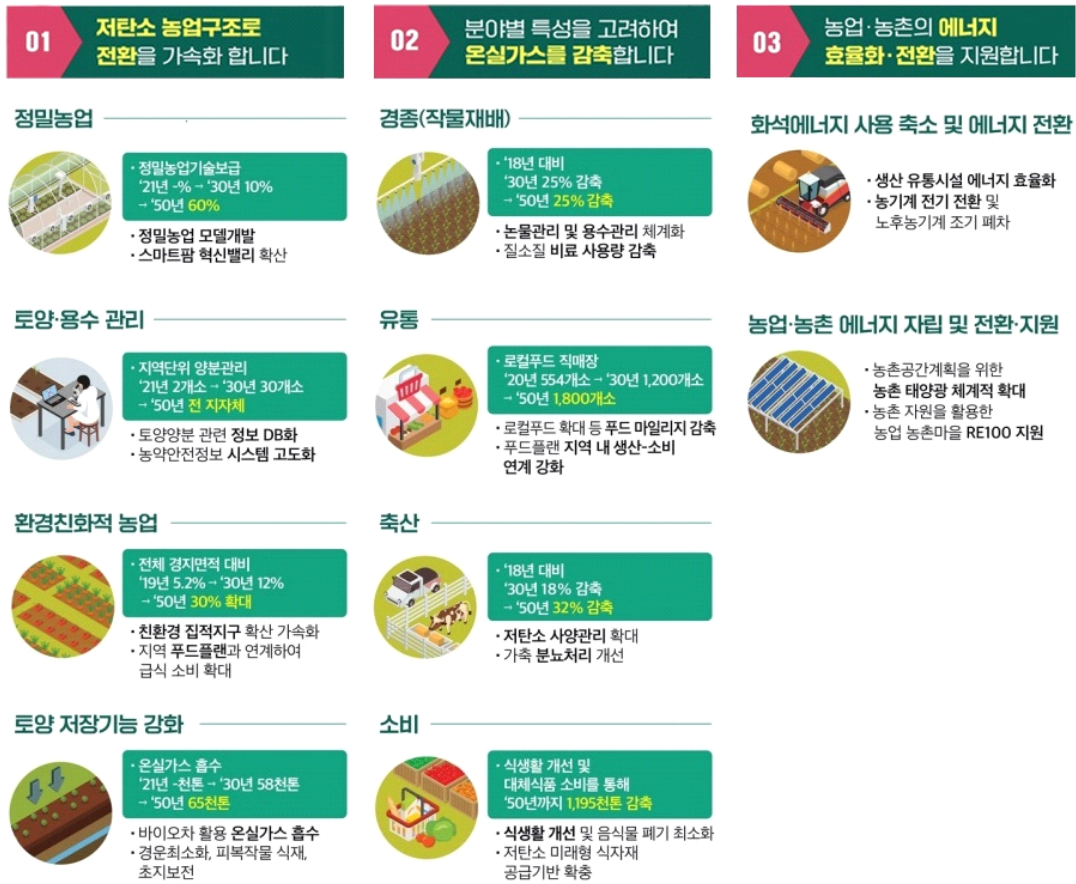 01
저탄소 농업구조로
전환을 가속화 합니다
정밀농업
· 정밀농업기술보급
‘21년 -% → ‘30년 10%
→ ‘50년 60%
· 정밀농업 모델개발
· 스마트팜 혁신밸리 확산
토양·용수 관리
· 지역단위 양분관리
‘21년 2개소 → ‘30년 30개소
→ ‘50년 전 지자체
· 토양양분 관련 정보 DB화
· 농약안전정보 시스템 고도화
환경친화적 농업
· 전체 경지면적 대비
‘19년 5.2% → ‘30년 12%
→ ‘50년 30% 확대
· 친환경 집적지구 확산 가속화
· 지역 푸드플랜과 연계하여
급식 소비 확대
토양 저장기능 강화
· 온실가스 흡수
‘21년 -천톤 → ‘30년 58천톤
→ ‘50년 65천톤
· 바이오차 활용 온실가스 흡수
· 경운최소화, 피복작물 식재,
초지보전
02
분야별 특성을 고려하여
온실가스를 감축합니다
경종(작물재배)
· ‘18년 대비
‘30년 25% 감축
→ ‘50년 25% 감축
· 논물관리 및 용수관리 체계화
· 질소질 비료 사용량 감축
유통
· 로컬푸드 직매장
‘20년 554개소 → ‘30년 1,200개소
→ ‘50년 1,800개소
· 로컬푸드 확대 등 푸드 마일리지 감축
· 푸드플랜 지역 내 생산-소비
연계 강화
축산
· ‘18년 대비
‘30년 18% 감축
→ ‘50년 32% 감축
· 저탄소 사양관리 확대
· 가축 분뇨처리 개선
소비
· 식생활 개선 및
대체식품 소비를 통해
‘50년까지 1,195천톤 감축
· 식생활 개선 및 음식물 폐기 최소화
· 저탄소 미래형 식자재
공급기반 확충
03
농업·농촌의 에너지
효율화·전환을 지원합니다
화석에너지 사용 축소 및 에너지 전환
· 생산 유통시설 에너지 효율화
· 농기계 전기 전환 및
노후농기계 조기 폐차
농업·농촌 에너지 자립 및 전환·지원
· 농촌공간계획을 위한
농촌 태양광 체계적 확대
· 농촌 자원을 활용한
농업 농촌마을 RE100 지원